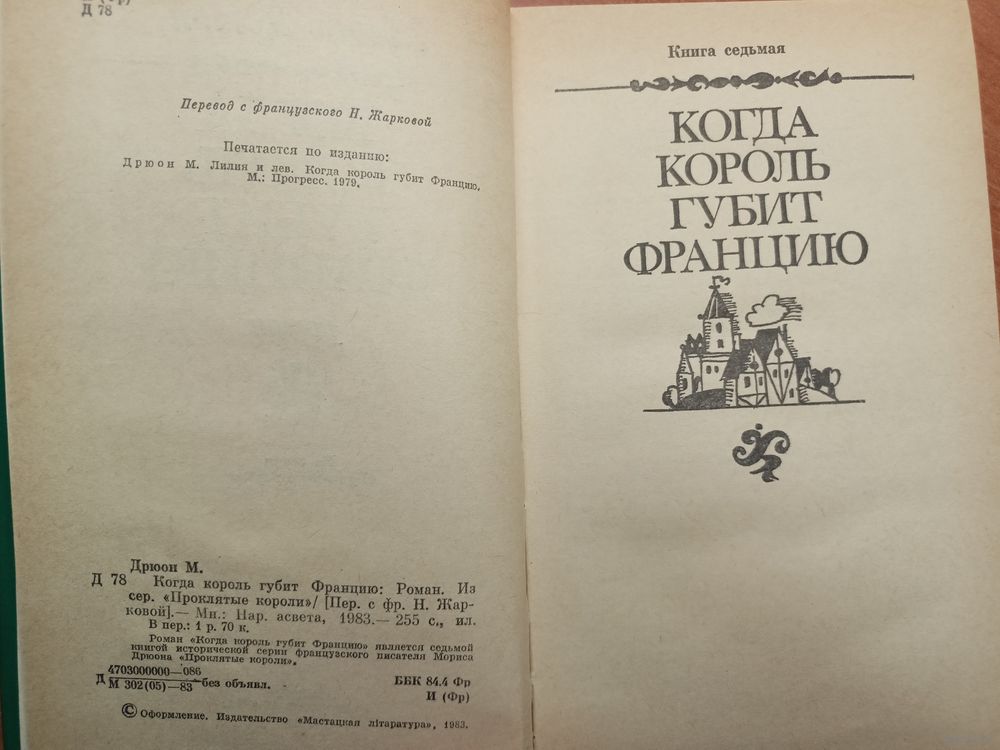 Д 78
Перевод с французского Н. Жарковой
Печатается по изданию:
Дрюон М. Лилия и лев. Когда король губит Францию.
М.: Прогресс. 1979.
Дрюон М.
Д 78 Когда король губит Францию: Роман. Из
сер. «Проклятые короли»/ [Пер. с фр. Н. Жар-
ковой].— Мн.: Нар. асвета, 1983.— 255 с., ил.
В пер.: 1 р. 70 к.
Роман «Когда король губит Францию» является седьмой
книгой исторической серии французского писателя Мориса
Дрюона «Проклятые короли».
4703000000—086
Д М 302(05)—83 без объявл.
ББК 84.4 Фр
И (Фр)
© Оформление. Издательство «Мастацкая літаратура», 1983.
Книга седьмая
КОГДА
КОРОЛЬ
ГУБИТ
ФРАНЦИЮ